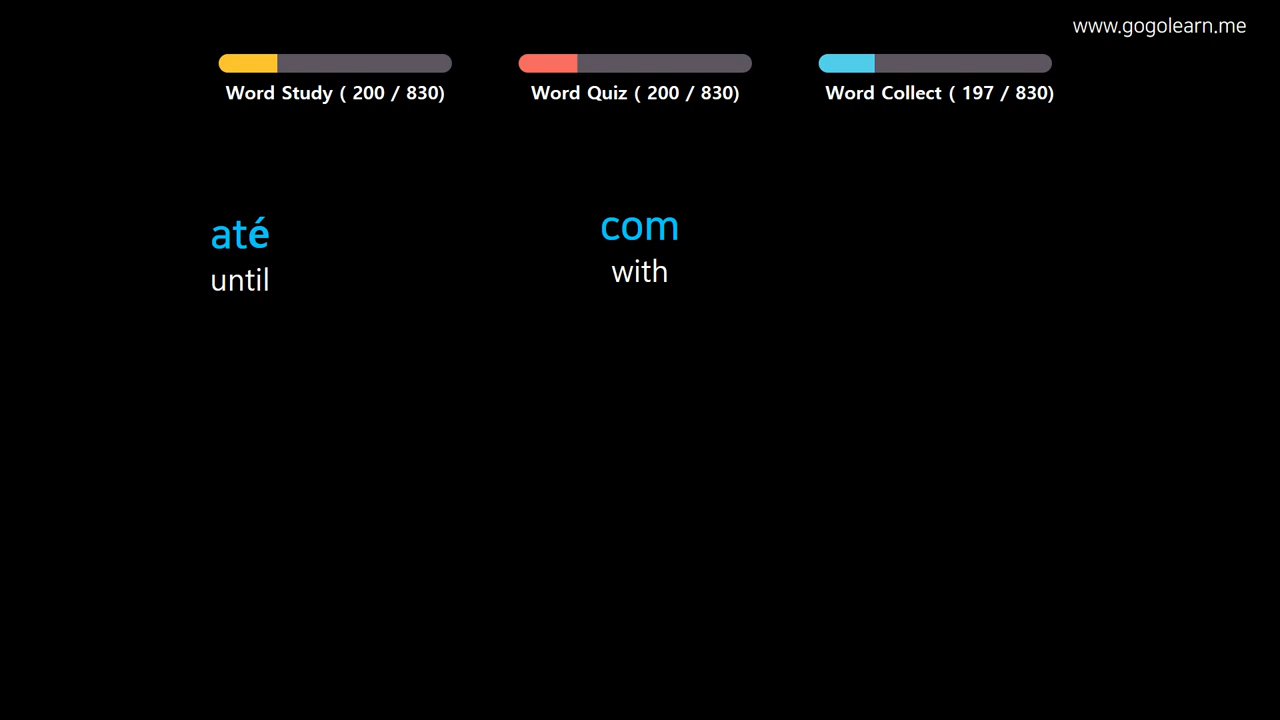 www.gogolearn.me
Word Study ( 200 / 830)
Word Quiz ( 200 / 830)
Word Collect ( 197 / 830)
até
until
com
with